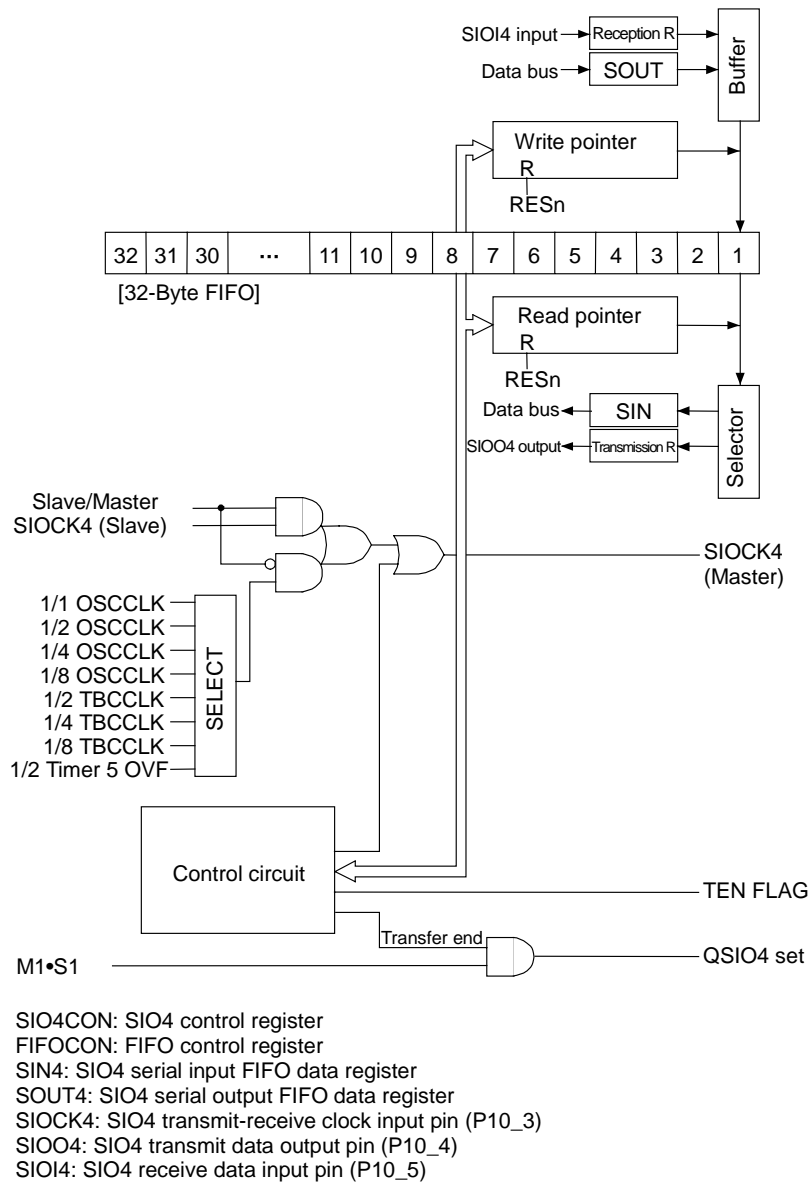 SIOI4 input
Reception R
Data bus
SOUT
Buffer
Write pointer
R
RESn
32 31 30 ··· 11 10 9 8 7 6 5 4 3 2 1
[32-Byte FIFO]
Read pointer
R
RESn
Data bus
SIN
SIOO4 output
Transmission R
Selector
Slave/Master
SIOCK4 (Slave)
SIOCK4
(Master)
1/1 OSCCLK
1/2 OSCCLK
1/4 OSCCLK
1/8 OSCCLK
1/2 TBCCLK
1/4 TBCCLK
1/8 TBCCLK
1/2 Timer 5 OVF
SELECT
Control circuit
TEN FLAG
Transfer end
QSIO4 set
M1•S1
SIO4CON: SIO4 control register
FIFOCON: FIFO control register
SIN4: SIO4 serial input FIFO data register
SOUT4: SIO4 serial output FIFO data register
SIOCK4: SIO4 transmit-receive clock input pin (P10_3)
SIOO4: SIO4 transmit data output pin (P10_4)
SIOI4: SIO4 receive data input pin (P10_5)